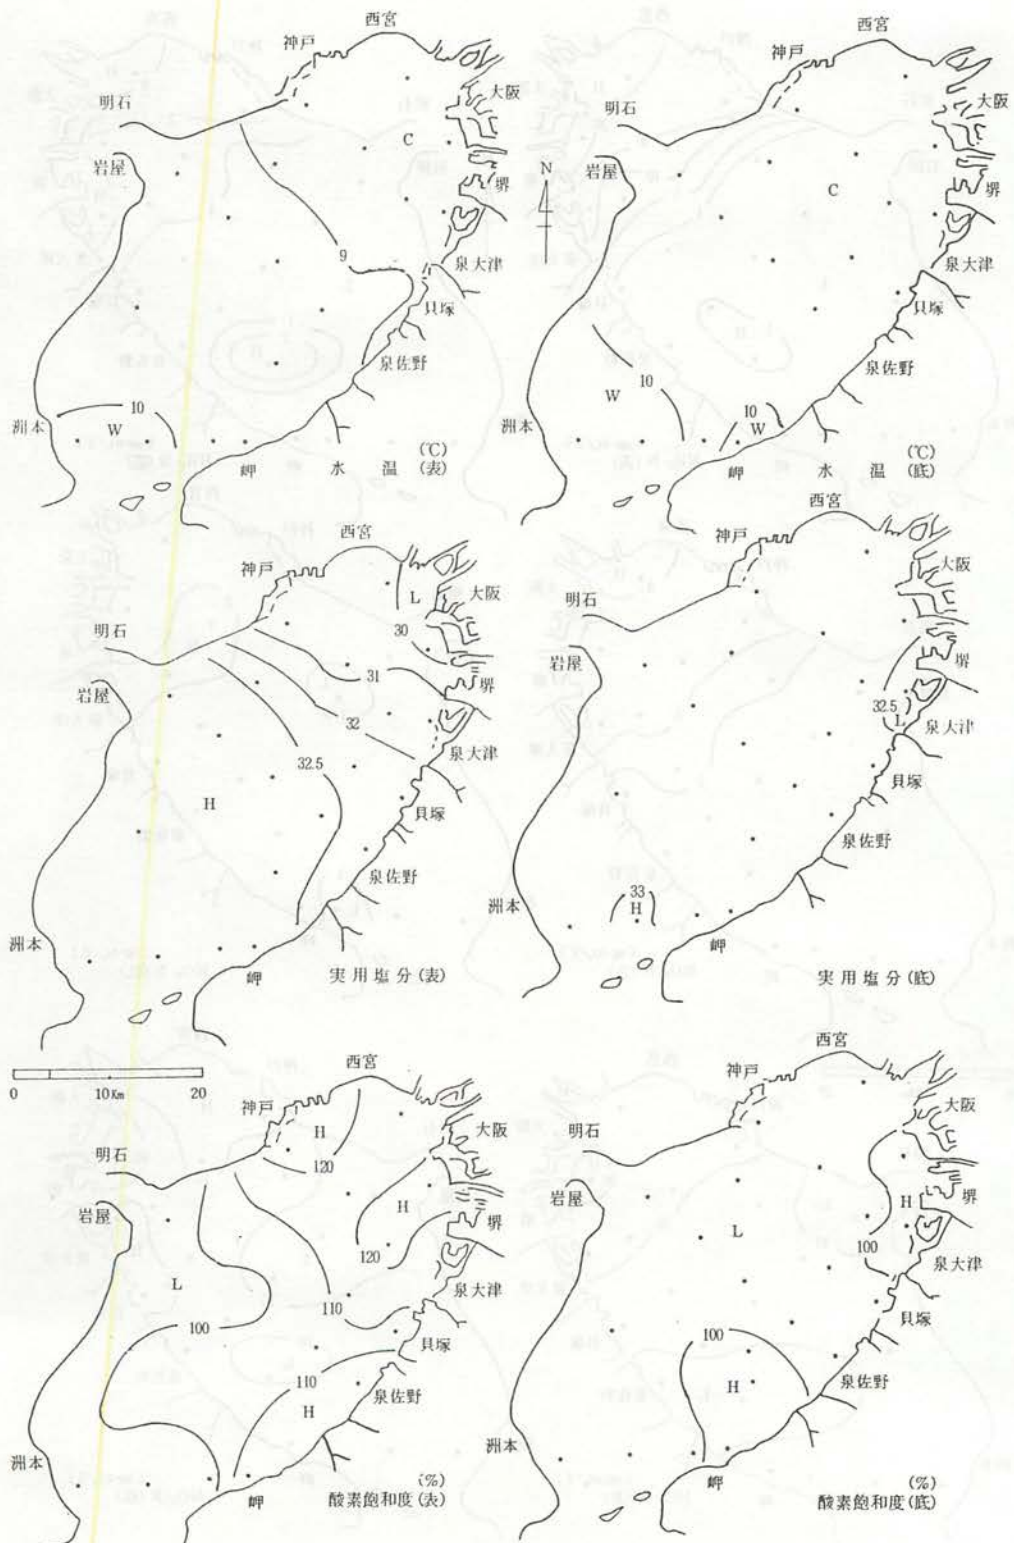 西宮
神戸
明石
大阪
岩屋
C
堺
9
泉大津
貝塚
泉佐野
10
洲本
W
岬
水温 (℃) (表)
西宮
神戸
明石
大阪
岩屋
N
C
堺
泉大津
貝塚
泉佐野
10
W
10
W
洲本
岬
水温 (℃) (底)
西宮
神戸
L
大阪
明石
30
31
堺
岩屋
32
泉大津
32.5
H
貝塚
泉佐野
洲本
岬
実用塩分(表)
西宮
神戸
大阪
明石
堺
岩屋
32.5
L
泉大津
貝塚
泉佐野
33
H
洲本
岬
実用塩分(底)
0 10Km 20
西宮
神戸
H
大阪
120
明石
H
堺
岩屋
120
泉大津
L
110
100
貝塚
110
泉佐野
H
洲本
岬
(%)
酸素飽和度(表)
西宮
神戸
大阪
明石
H
堺
岩屋
L
100
泉大津
貝塚
100
H
泉佐野
洲本
岬
(%)
酸素飽和度(底)